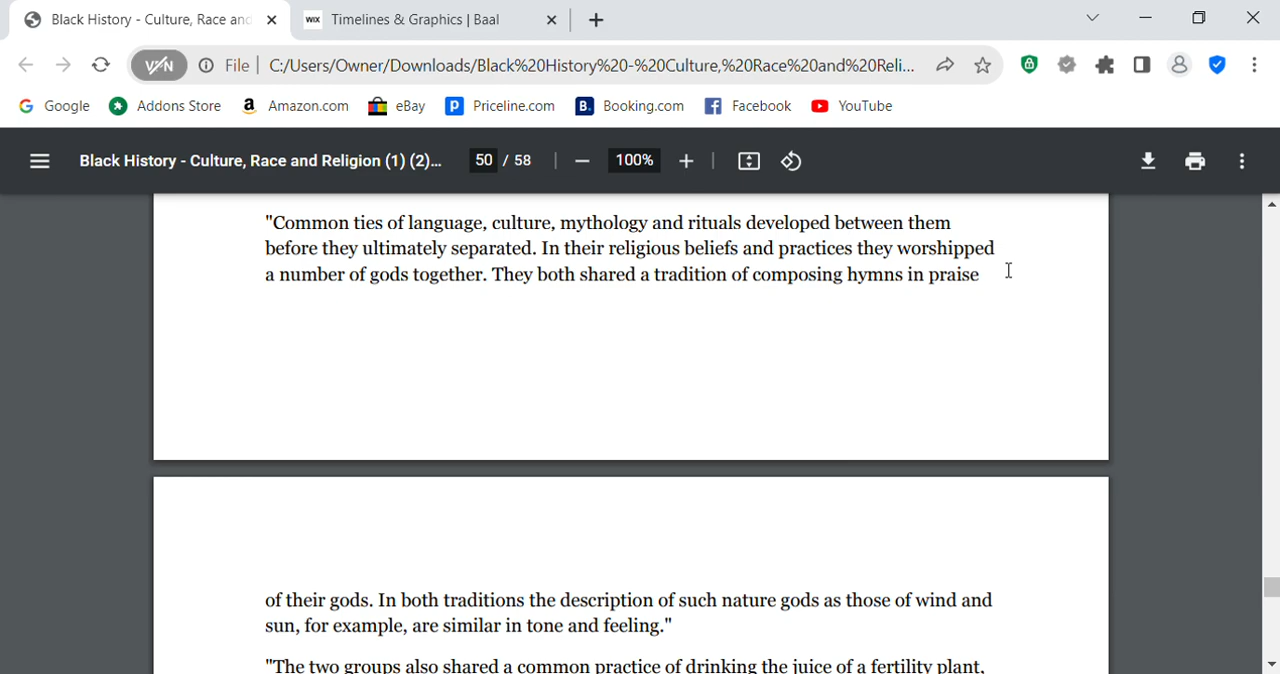 Black History - Culture, Race and
WIX Timelines & Graphics | Baal
VPN File C:/Users/Owner/Downloads/Black%20History%20-%20Culture,%20Race%20and%20Reli...
Google Addons Store Amazon.com eBay Priceline.com Booking.com Facebook YouTube
Black History - Culture, Race and Religion (1) (2)... 50 / 58 100%
"Common ties of language, culture, mythology and rituals developed between them
before they ultimately separated. In their religious beliefs and practices they worshipped
a number of gods together. They both shared a tradition of composing hymns in praise
of their gods. In both traditions the description of such nature gods as those of wind and
sun, for example, are similar in tone and feeling."
"The two groups also shared a common practice of drinking the juice of a fertility plant,